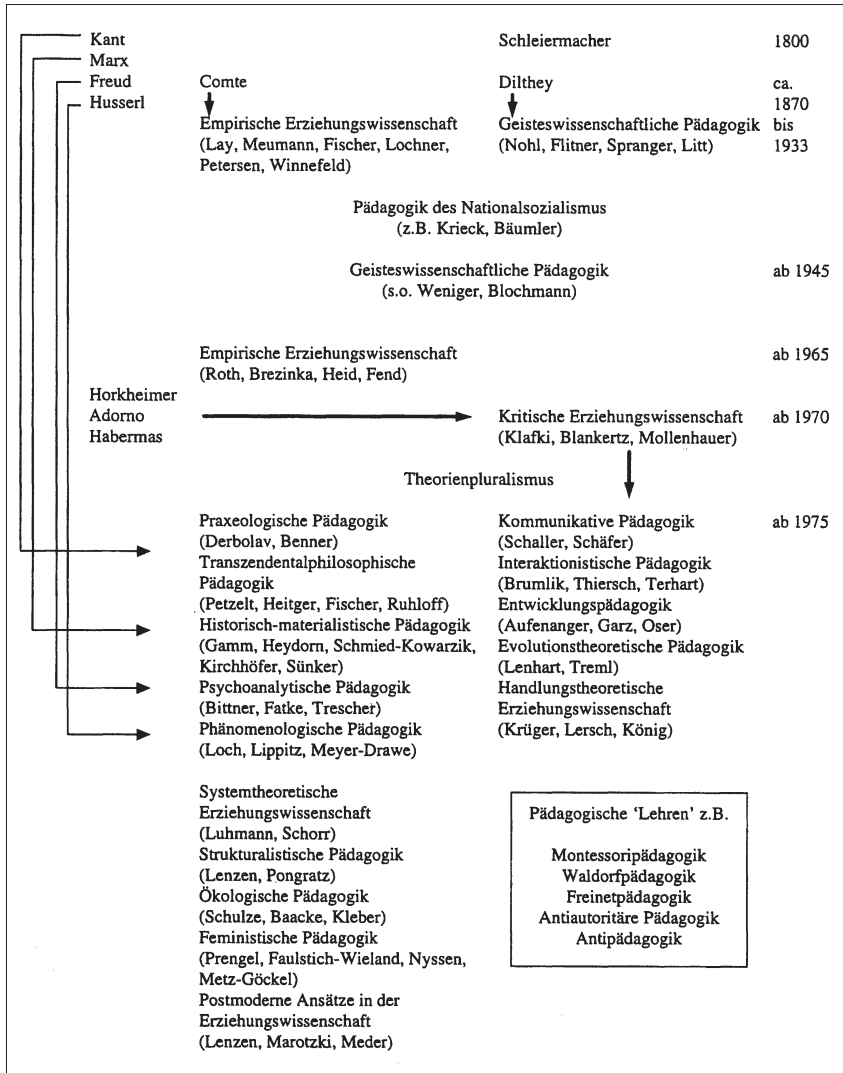 Kant
Schleiermacher
1800
Marx
Freud
Comte
Dilthey
ca.
Husserl
1870
Empirische Erziehungswissenschaft
Geisteswissenschaftliche Pädagogik
bis
(Lay, Meumann, Fischer, Lochner,
(Nohl, Flitner, Spranger, Litt)
1933
Petersen, Winnefeld)
Pädagogik des Nationalsozialismus
(z.B. Krieck, Bäumler)
Geisteswissenschaftliche Pädagogik
ab 1945
(s.o. Weniger, Blochmann)
Empirische Erziehungswissenschaft
ab 1965
(Roth, Brezinka, Heid, Fend)
Horkheimer
Adorno
Habermas
Kritische Erziehungswissenschaft
ab 1970
(Klafki, Blankertz, Mollenhauer)
Theorienpluralismus
ab 1975
Praxeologische Pädagogik
(Derbolav, Benner)
Transzendentalphilosophische
Pädagogik
(Petzelt, Heitger, Fischer, Ruhloff)
Historisch-materialistische Pädagogik
(Gamm, Heydorn, Schmied-Kowarzik,
Kirchhöfer, Sünker)
Psychoanalytische Pädagogik
(Bittner, Fatke, Trescher)
Phänomenologische Pädagogik
(Loch, Lippitz, Meyer-Drawe)
Kommunikative Pädagogik
(Schaller, Schäfer)
Interaktionistische Pädagogik
(Brumlik, Thiersch, Terhart)
Entwicklungspädagogik
(Aufenanger, Garz, Oser)
Evolutionstheoretische Pädagogik
(Lenhart, Treml)
Handlungstheoretische
Erziehungswissenschaft
(Krüger, Lersch, König)
Systemtheoretische
Erziehungswissenschaft
(Luhmann, Schorr)
Strukturalistische Pädagogik
(Lenzen, Pongratz)
Ökologische Pädagogik
(Schulze, Baacke, Kleber)
Feministische Pädagogik
(Prengel, Faulstich-Wieland, Nyssen,
Metz-Göckel)
Postmoderne Ansätze in der
Erziehungswissenschaft
(Lenzen, Marotzki, Meder)
Pädagogische 'Lehren' z.B.
Montessoripädagogik
Waldorfpädagogik
Freinetpädagogik
Antiautoritäre Pädagogik
Antipädagogik